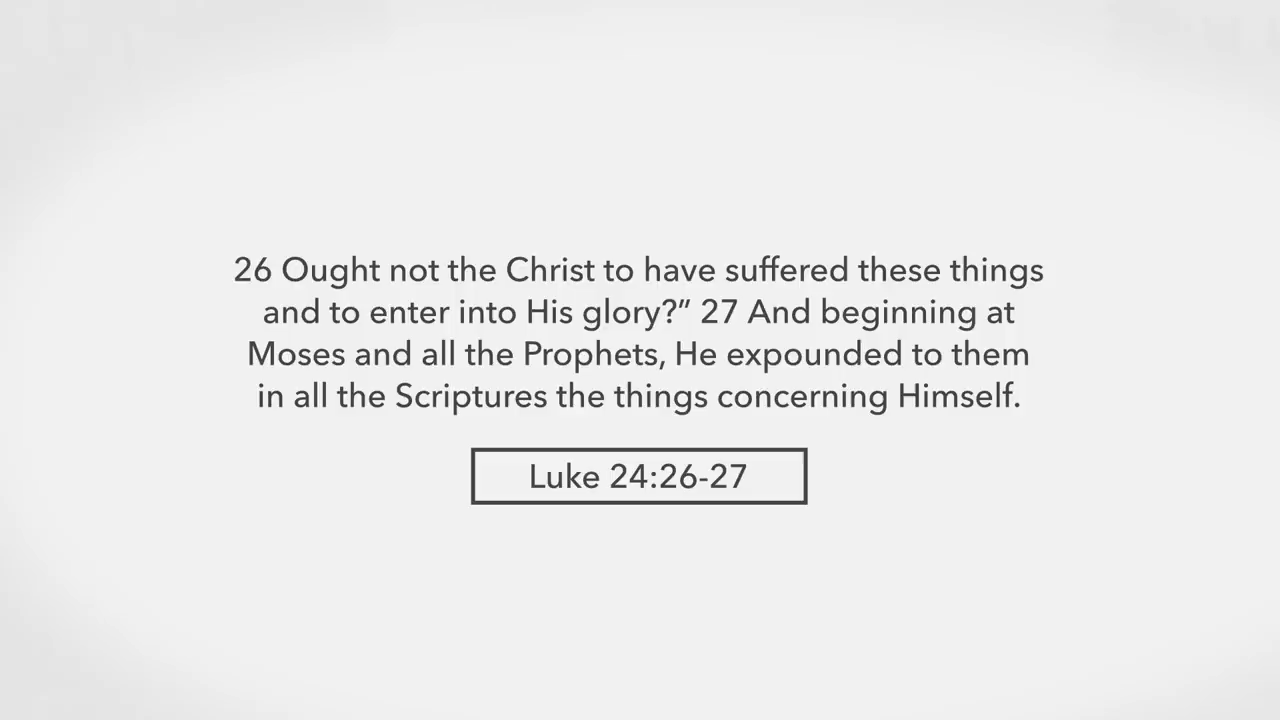 26 Ought not the Christ to have suffered these things
and to enter into His glory?” 27 And beginning at
Moses and all the Prophets, He expounded to them
in all the Scriptures the things concerning Himself.
Luke 24:26-27